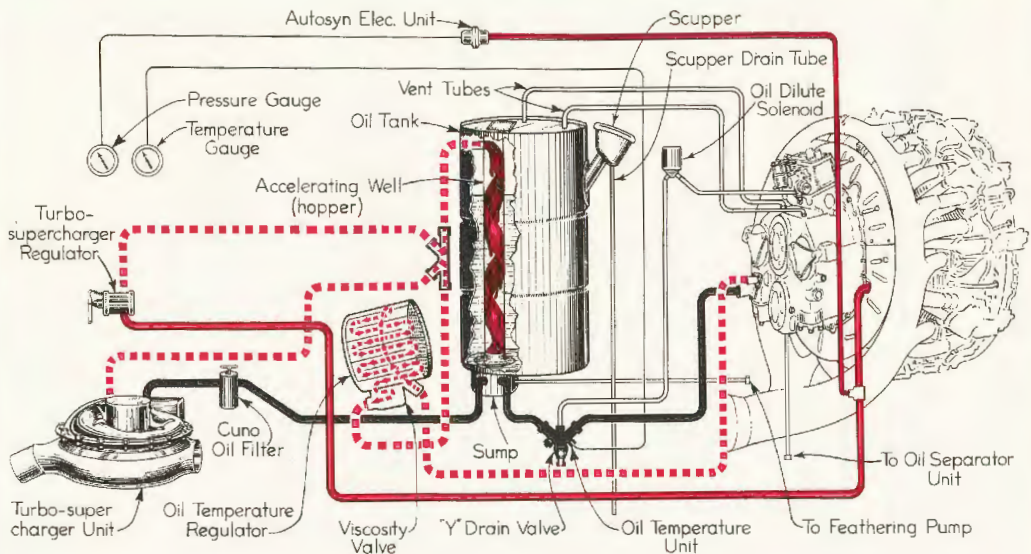 Autosyn Elec. Unit
Scupper
Scupper Drain Tube
Vent Tubes
Oil Dilute
Solenoid
Pressure Gauge
Oil Tank
Temperature
Gauge
Accelerating Well
(hopper)
Turbo-
supercharger
Regulator
Cuno
Oil Filter
Sump
To Oil Separator
Unit
Turbo-super
charger Unit
Oil Temperature
Regulator
Viscosity
Valve
"Y" Drain Valve
Oil Temperature
Unit
To Feathering Pump